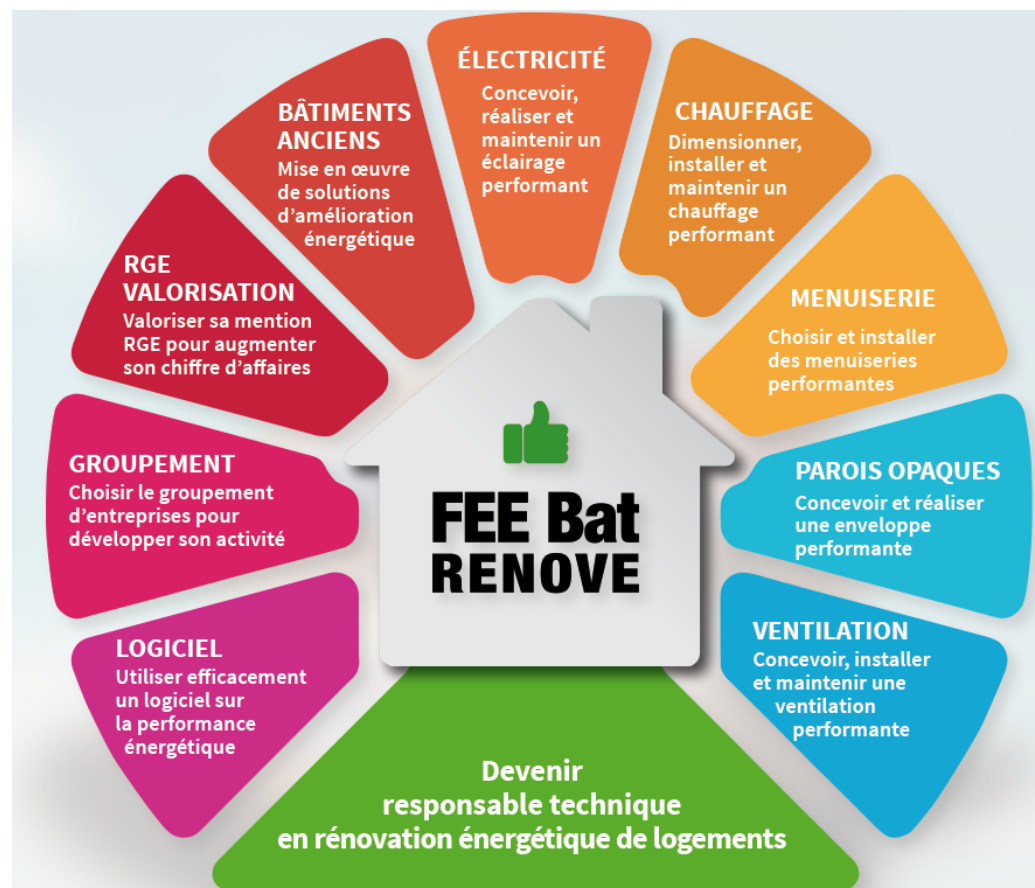 ÉLECTRICITÉ
Concevoir,
réaliser et
maintenir un
éclairage
performant
CHAUFFAGE
Dimensionner,
installer et
maintenir un
chauffage
performant
BÂTIMENTS
ANCIENS
Mise en œuvre
de solutions
d'amélioration
énergétique
MENUISERIE
Choisir et installer
des menuiseries
performantes
RGE
VALORISATION
Valoriser sa mention
RGE pour augmenter
son chiffre d'affaires
GROUPEMENT
Choisir le groupement
d'entreprises pour
développer son activité
PAROIS OPAQUES
Concevoir et réaliser
une enveloppe
performante
FEE Bat
RENOVE
LOGICIEL
Utiliser efficacement
un logiciel sur
la performance
énergétique
VENTILATION
Concevoir, installer
et maintenir une
ventilation
performante
Devenir
responsable technique
en rénovation énergétique de logements